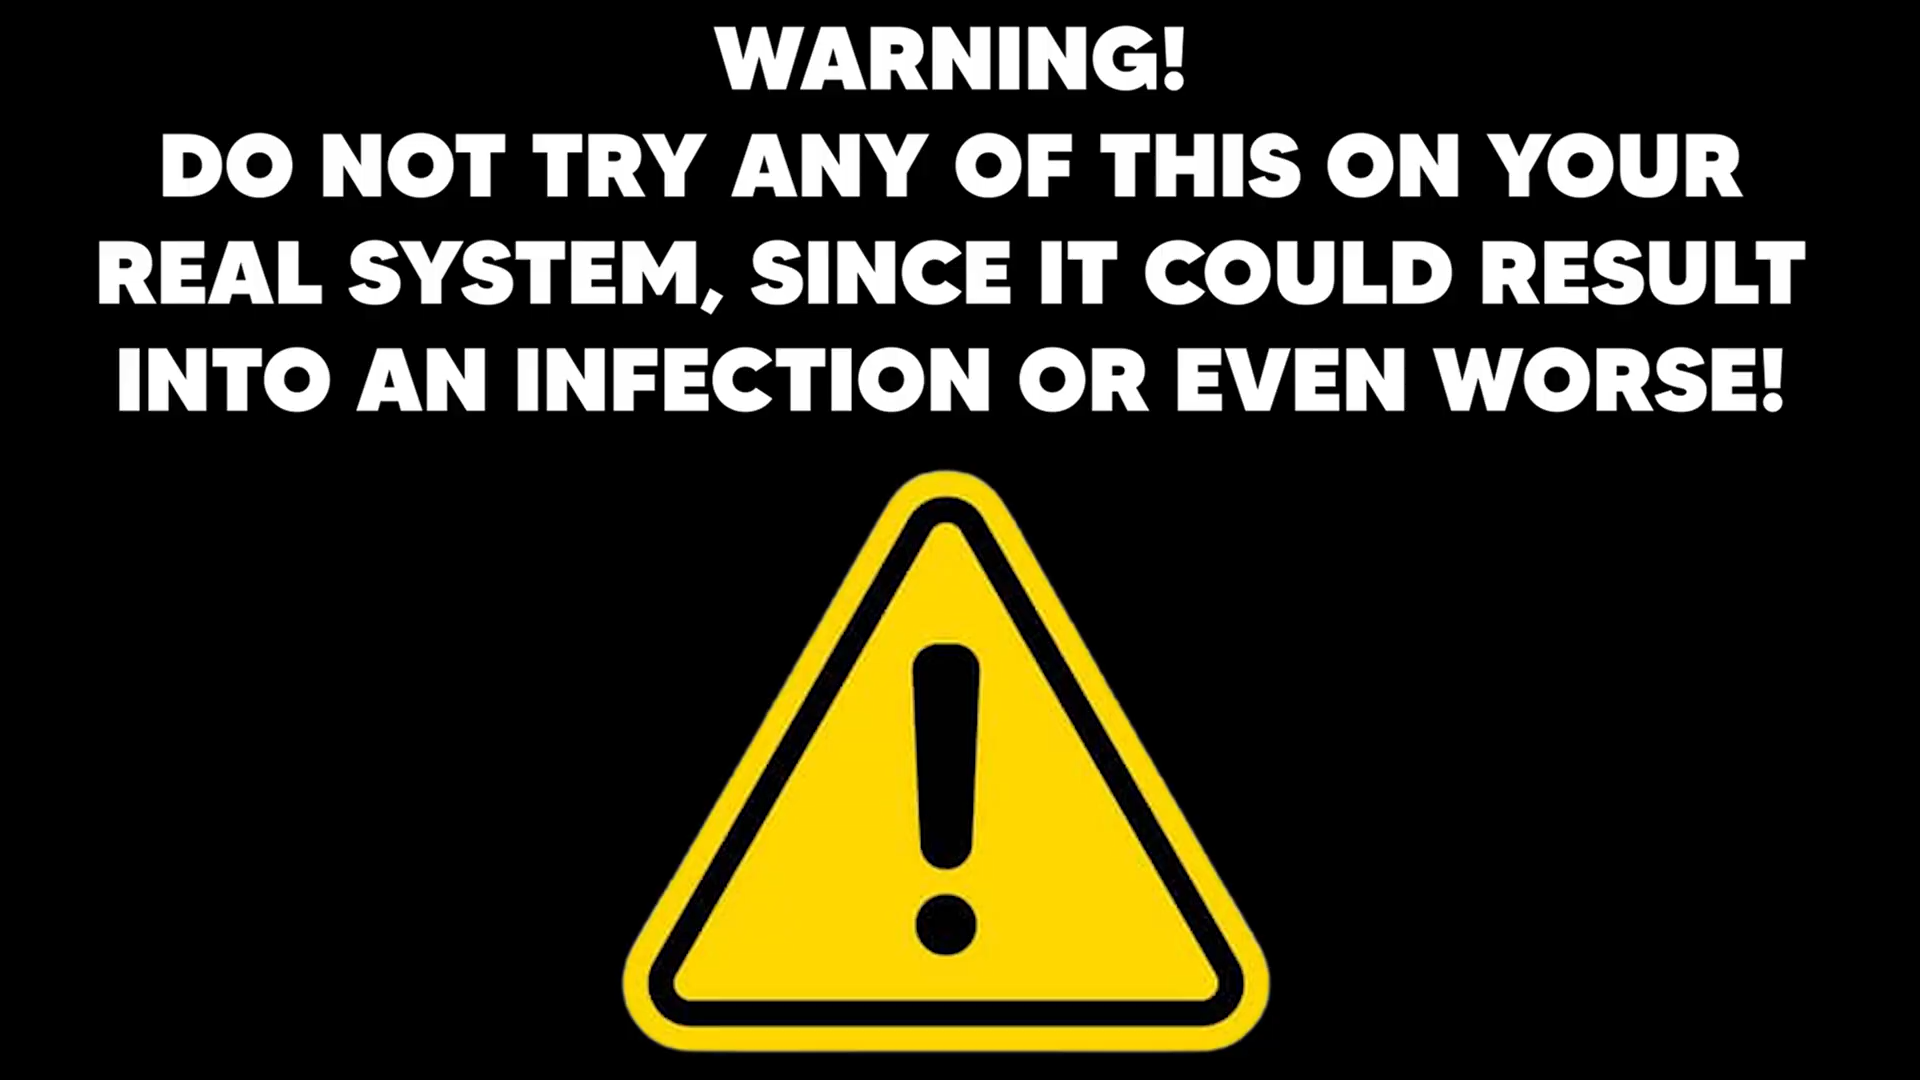 WARNING!
DO NOT TRY ANY OF THIS ON YOUR
REAL SYSTEM, SINCE IT COULD RESULT
INTO AN INFECTION OR EVEN WORSE!